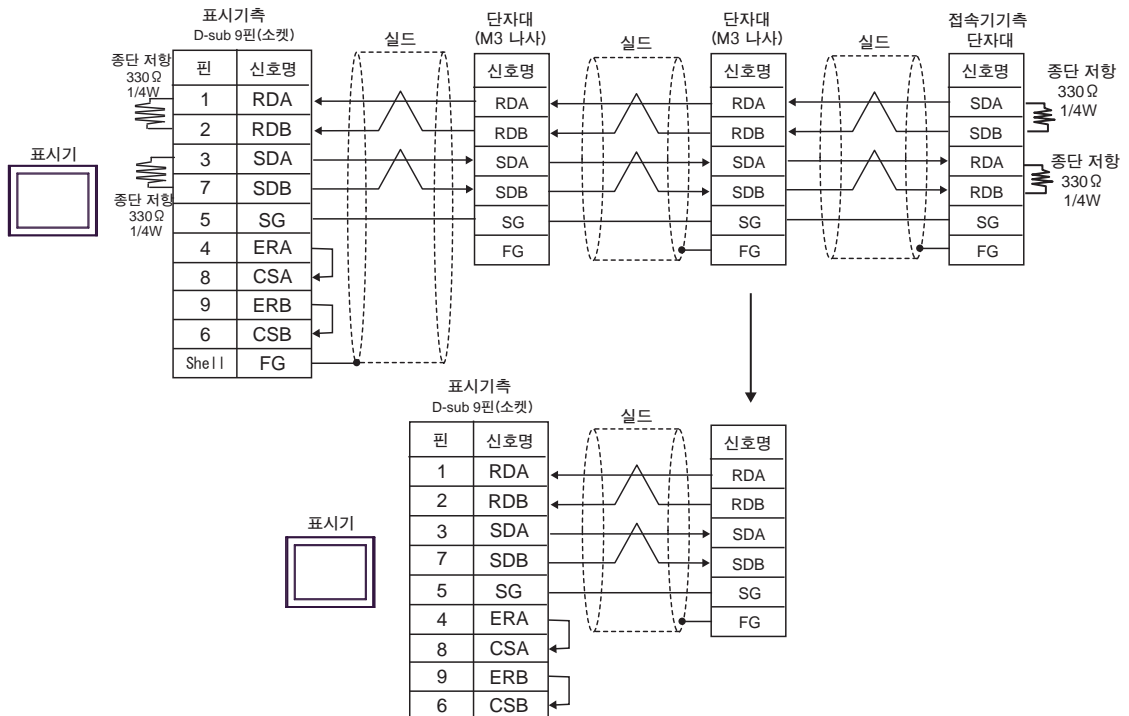 표시기측
D-sub 9핀(소켓)
종단 저항
330Ω
1/4W
핀 신호명
1 RDA
2 RDB
3 SDA
7 SDB
5 SG
4 ERA
8 CSA
9 ERB
6 CSB
Shell FG
표시기
종단 저항
330Ω
1/4W
실드
단자대
(M3 나사)
신호명
RDA
RDB
SDA
SDB
SG
FG
실드
단자대
(M3 나사)
신호명
RDA
RDB
SDA
SDB
SG
FG
실드
접속기기측
단자대
신호명
SDA
SDB
RDA
RDB
SG
FG
종단 저항
330Ω
1/4W
종단 저항
330Ω
1/4W
표시기측
D-sub 9핀(소켓)
핀 신호명
1 RDA
2 RDB
3 SDA
7 SDB
5 SG
4 ERA
8 CSA
9 ERB
6 CSB
표시기
실드
신호명
RDA
RDB
SDA
SDB
SG
FG